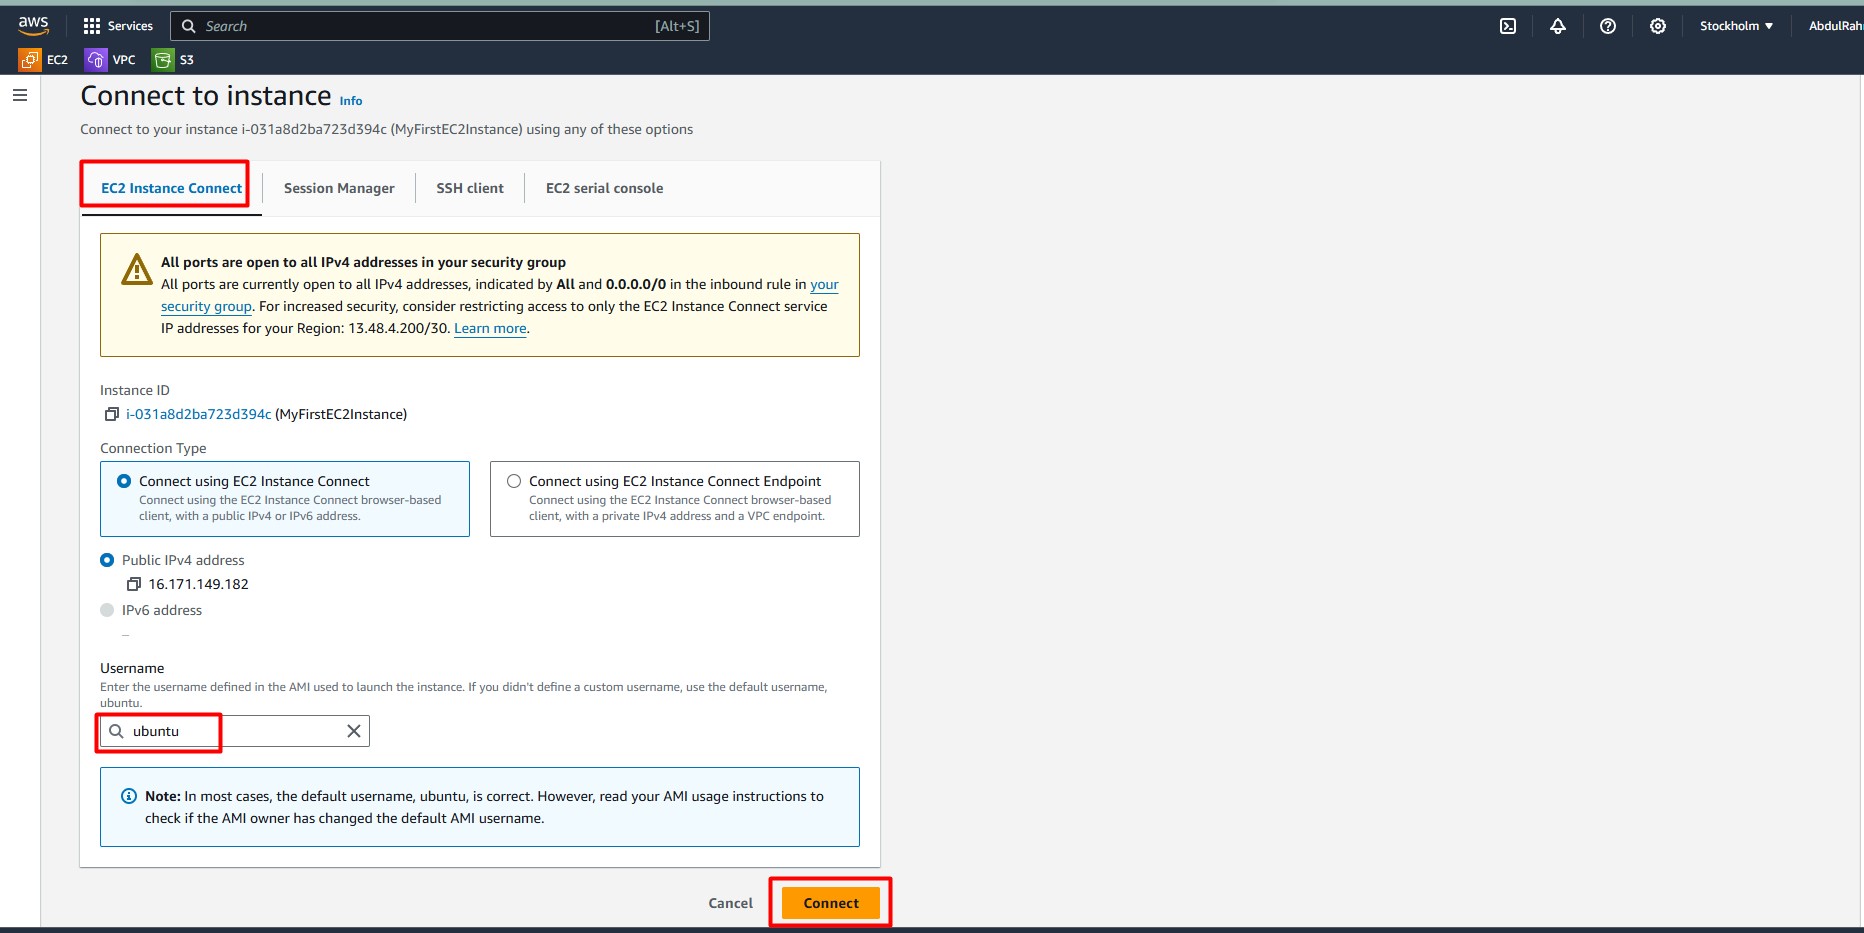 aws
Services
Search
[Alt+S]
Stockholm
AbdulRah
EC2
VPC
S3
Connect to instance Info
Connect to your instance i-031a8d2ba723d394c (MyFirstEC2Instance) using any of these options
EC2 Instance Connect
Session Manager
SSH client
EC2 serial console
All ports are open to all IPv4 addresses in your security group
All ports are currently open to all IPv4 addresses, indicated by All and 0.0.0.0/0 in the inbound rule in your
security group. For increased security, consider restricting access to only the EC2 Instance Connect service
IP addresses for your Region: 13.48.4.200/30. Learn more.
Instance ID
i-031a8d2ba723d394c (MyFirstEC2Instance)
Connection Type
Connect using EC2 Instance Connect
Connect using the EC2 Instance Connect browser-based
client, with a public IPv4 or IPv6 address.
Connect using EC2 Instance Connect Endpoint
Connect using the EC2 Instance Connect browser-based
client, with a private IPv4 address and a VPC endpoint.
Public IPv4 address
16.171.149.182
IPv6 address
–
Username
Enter the username defined in the AMI used to launch the instance. If you didn't define a custom username, use the default username,
ubuntu.
ubuntu
Note: In most cases, the default username, ubuntu, is correct. However, read your AMI usage instructions to
check if the AMI owner has changed the default AMI username.
Cancel
Connect